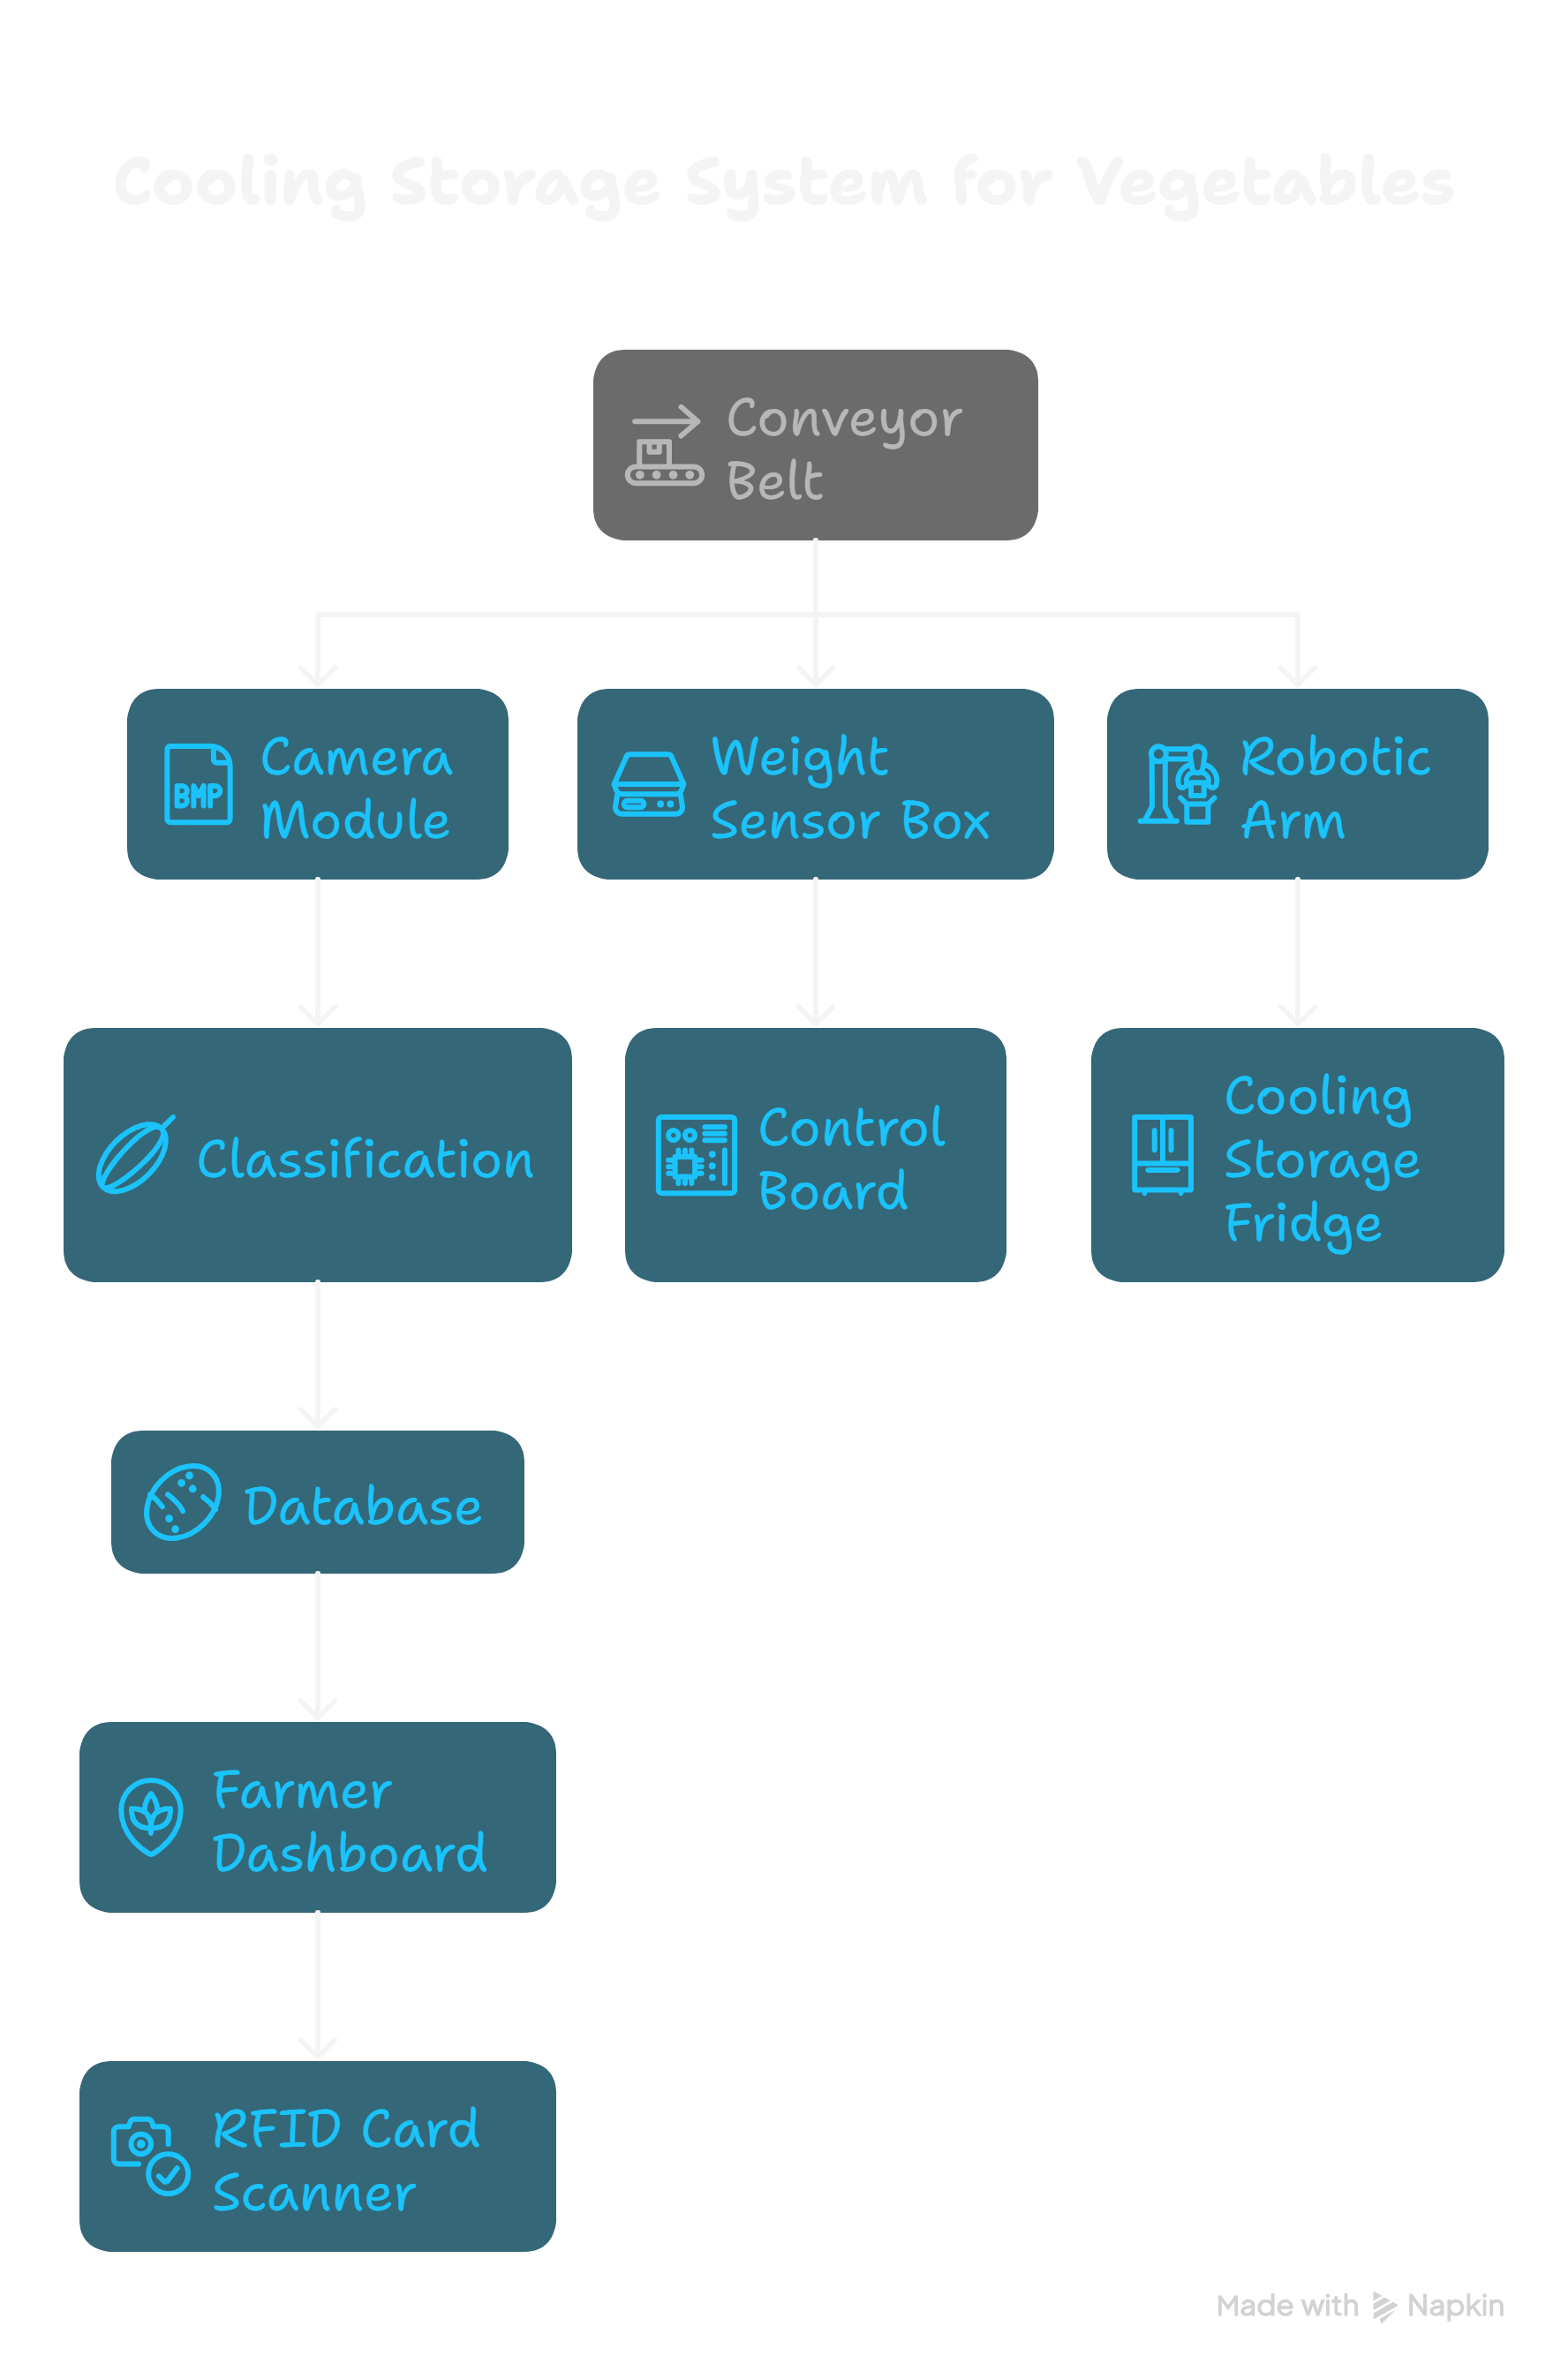 Cooling Storage System for Vegetables
Conveyor
Belt
Camera
Module
BMP
Weight
Sensor Box
Robotic
Arm
Classification
Control
Board
Cooling
Storage
Fridge
Database
Farmer
Dashboard
RFID Card
Scanner
Made with Napkin